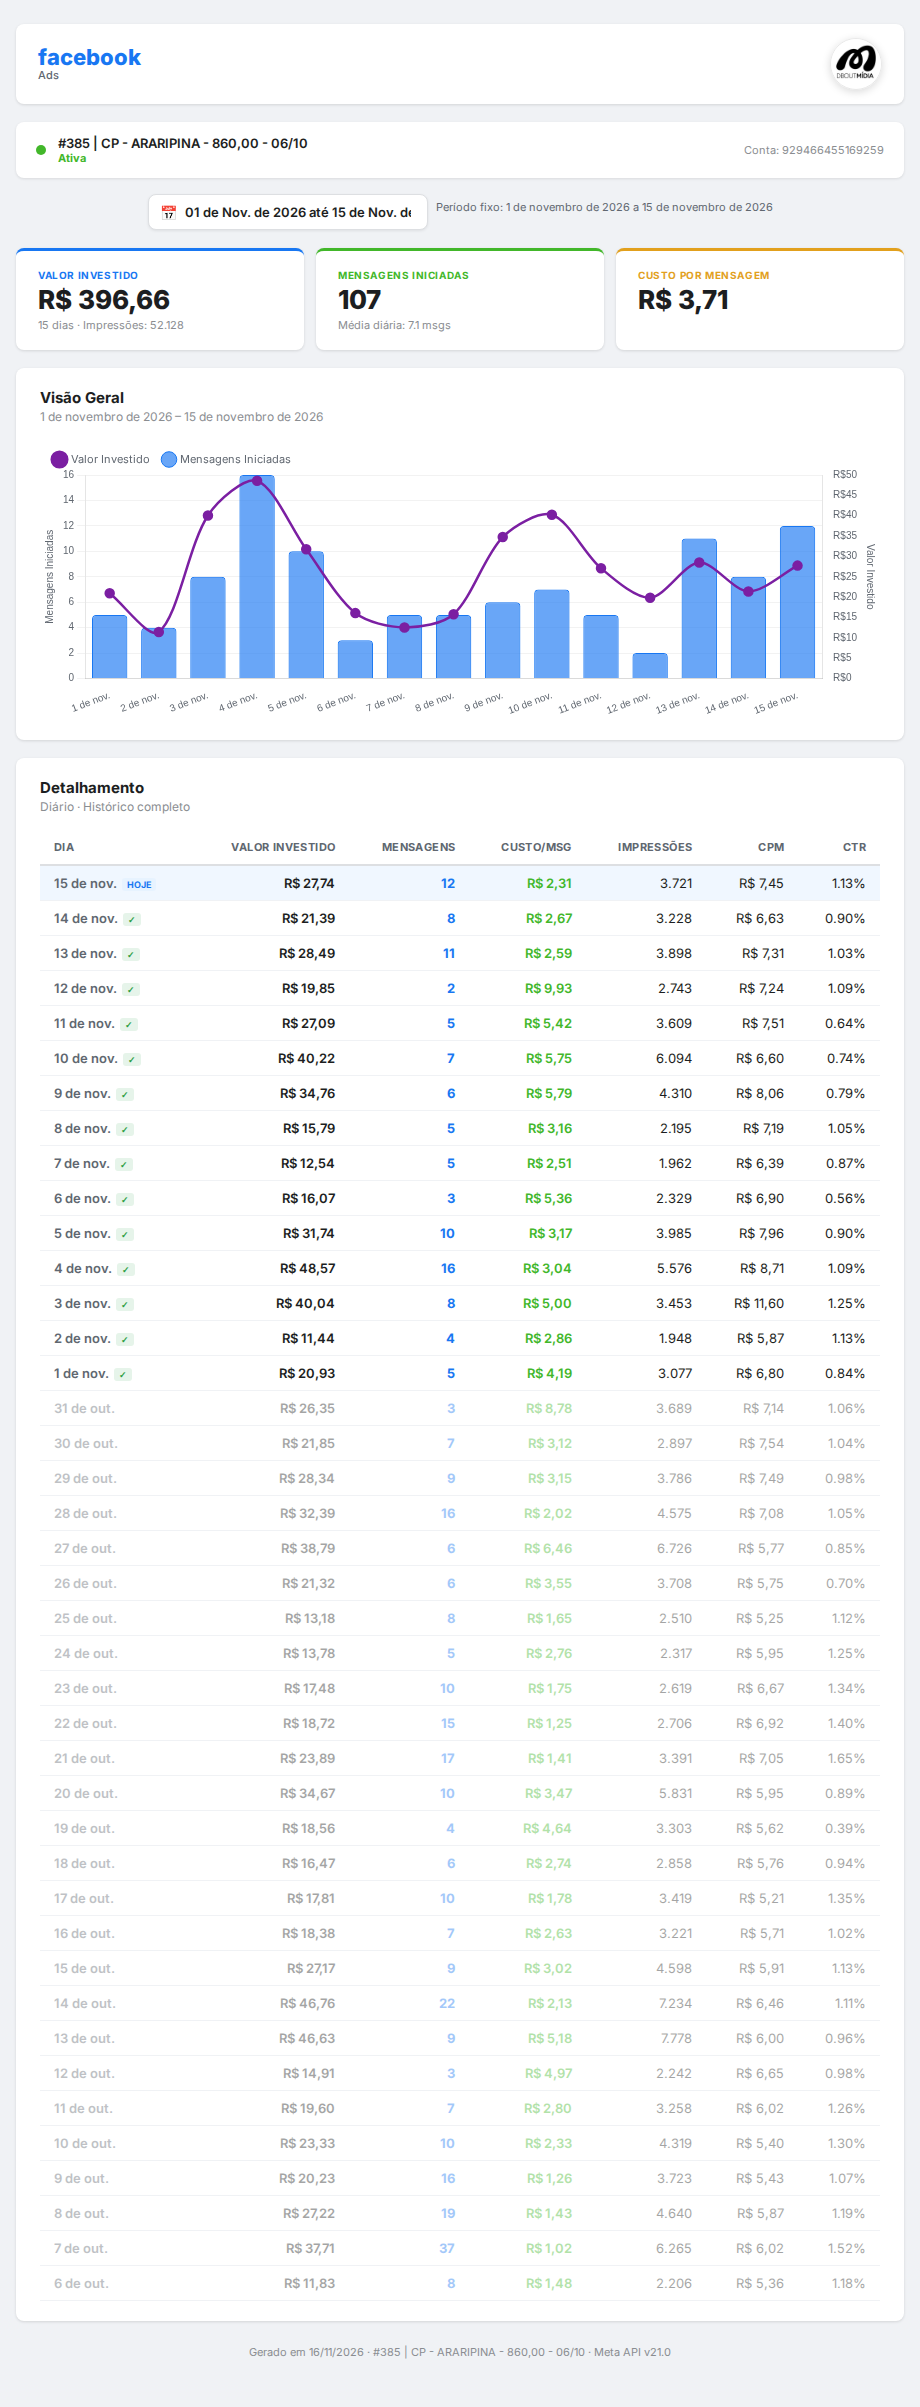 facebook
Ads
DBOUTMÍDIA
#385 | CP - ARARIPINA - 860,00 - 06/10
Ativa
Conta: 929466455169259
01 de Nov. de 2026 até 15 de Nov. de
Período fixo: 1 de novembro de 2026 a 15 de novembro de 2026
VALOR INVESTIDO
R$ 396,66
15 dias · Impressões: 52.128
MENSAGENS INICIADAS
107
Média diária: 7.1 msgs
CUSTO POR MENSAGEM
R$ 3,71
Visão Geral
1 de novembro de 2026 – 15 de novembro de 2026
Valor Investido Mensagens Iniciadas
16 R$50
14 R$45
12 R$40
10 R$35
8 R$30
6 R$25
4 R$20
2 R$15
0 R$10
R$5
R$0
Mensagens Iniciadas
Valor Investido
1 de nov. 2 de nov. 3 de nov. 4 de nov. 5 de nov. 6 de nov. 7 de nov. 8 de nov. 9 de nov. 10 de nov. 11 de nov. 12 de nov. 13 de nov. 14 de nov. 15 de nov.
Detalhamento
Diário · Histórico completo
DIA VALOR INVESTIDO MENSAGENS CUSTO/MSG IMPRESSÕES CPM CTR
15 de nov. HOJE R$ 27,74 12 R$ 2,31 3.721 R$ 7,45 1.13%
14 de nov. ✓ R$ 21,39 8 R$ 2,67 3.228 R$ 6,63 0.90%
13 de nov. ✓ R$ 28,49 11 R$ 2,59 3.898 R$ 7,31 1.03%
12 de nov. ✓ R$ 19,85 2 R$ 9,93 2.743 R$ 7,24 1.09%
11 de nov. ✓ R$ 27,09 5 R$ 5,42 3.609 R$ 7,51 0.64%
10 de nov. ✓ R$ 40,22 7 R$ 5,75 6.094 R$ 6,60 0.74%
9 de nov. ✓ R$ 34,76 6 R$ 5,79 4.310 R$ 8,06 0.79%
8 de nov. ✓ R$ 15,79 5 R$ 3,16 2.195 R$ 7,19 1.05%
7 de nov. ✓ R$ 12,54 5 R$ 2,51 1.962 R$ 6,39 0.87%
6 de nov. ✓ R$ 16,07 3 R$ 5,36 2.329 R$ 6,90 0.56%
5 de nov. ✓ R$ 31,74 10 R$ 3,17 3.985 R$ 7,96 0.90%
4 de nov. ✓ R$ 48,57 16 R$ 3,04 5.576 R$ 8,71 1.09%
3 de nov. ✓ R$ 40,04 8 R$ 5,00 3.453 R$ 11,60 1.25%
2 de nov. ✓ R$ 11,44 4 R$ 2,86 1.948 R$ 5,87 1.13%
1 de nov. ✓ R$ 20,93 5 R$ 4,19 3.077 R$ 6,80 0.84%
31 de out. R$ 26,35 3 R$ 8,78 3.689 R$ 7,14 1.06%
30 de out. R$ 21,85 7 R$ 3,12 2.897 R$ 7,54 1.04%
29 de out. R$ 28,34 9 R$ 3,15 3.786 R$ 7,49 0.98%
28 de out. R$ 32,39 16 R$ 2,02 4.575 R$ 7,08 1.05%
27 de out. R$ 38,79 6 R$ 6,46 6.726 R$ 5,77 0.85%
26 de out. R$ 21,32 6 R$ 3,55 3.708 R$ 5,75 0.70%
25 de out. R$ 13,18 8 R$ 1,65 2.510 R$ 5,25 1.12%
24 de out. R$ 13,78 5 R$ 2,76 2.317 R$ 5,95 1.25%
23 de out. R$ 17,48 10 R$ 1,75 2.619 R$ 6,67 1.34%
22 de out. R$ 18,72 15 R$ 1,25 2.706 R$ 6,92 1.40%
21 de out. R$ 23,89 17 R$ 1,41 3.391 R$ 7,05 1.65%
20 de out. R$ 34,67 10 R$ 3,47 5.831 R$ 5,95 0.89%
19 de out. R$ 18,56 4 R$ 4,64 3.303 R$ 5,62 0.39%
18 de out. R$ 16,47 6 R$ 2,74 2.858 R$ 5,76 0.94%
17 de out. R$ 17,81 10 R$ 1,78 3.419 R$ 5,21 1.35%
16 de out. R$ 18,38 7 R$ 2,63 3.221 R$ 5,71 1.02%
15 de out. R$ 27,17 9 R$ 3,02 4.598 R$ 5,91 1.13%
14 de out. R$ 46,76 22 R$ 2,13 7.234 R$ 6,46 1.11%
13 de out. R$ 46,63 9 R$ 5,18 7.778 R$ 6,00 0.96%
12 de out. R$ 14,91 3 R$ 4,97 2.242 R$ 6,65 0.98%
11 de out. R$ 19,60 7 R$ 2,80 3.258 R$ 6,02 1.26%
10 de out. R$ 23,33 10 R$ 2,33 4.319 R$ 5,40 1.30%
9 de out. R$ 20,23 16 R$ 1,26 3.723 R$ 5,43 1.07%
8 de out. R$ 27,22 19 R$ 1,43 4.640 R$ 5,87 1.19%
7 de out. R$ 37,71 37 R$ 1,02 6.265 R$ 6,02 1.52%
6 de out. R$ 11,83 8 R$ 1,48 2.206 R$ 5,36 1.18%
Gerado em 16/11/2026 · #385 | CP - ARARIPINA - 860,00 - 06/10 · Meta API v21.0